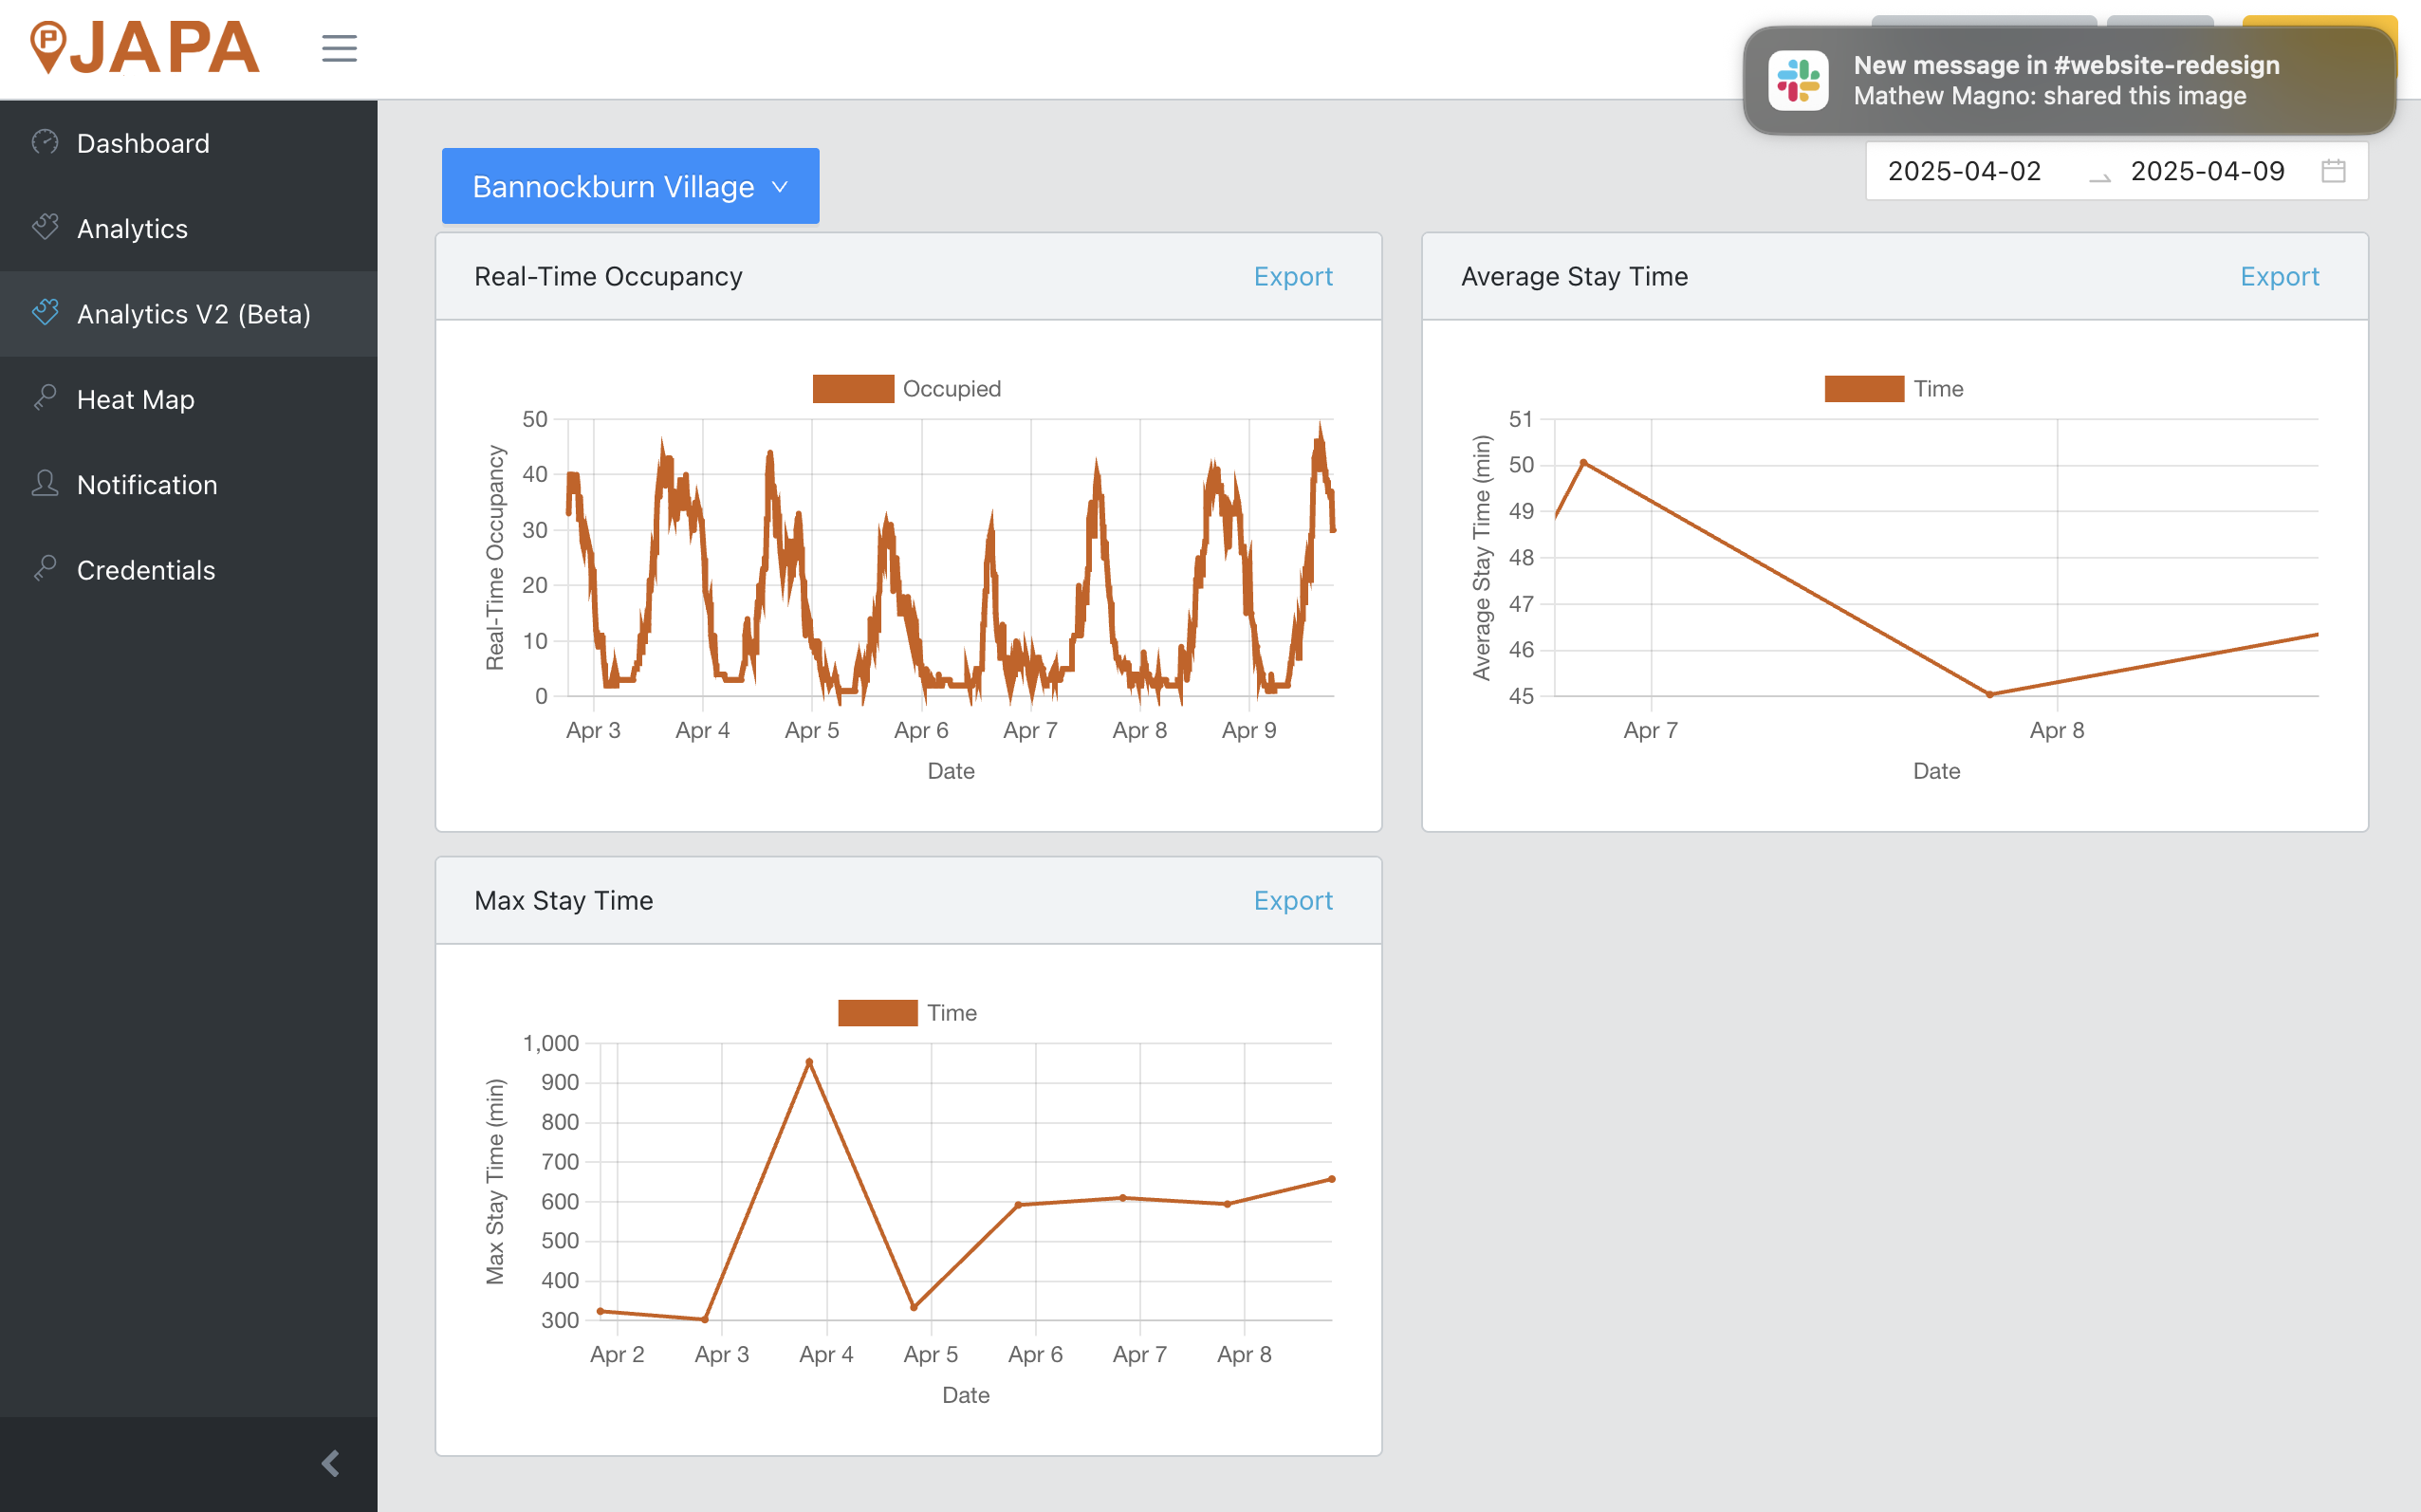 JAPA
New message in #website-redesign
Mathew Magno: shared this image
Dashboard
Analytics
Analytics V2 (Beta)
Heat Map
Notification
Credentials
Bannockburn Village
2025-04-02
2025-04-09
Real-Time Occupancy
Export
Occupied
Real-Time Occupancy
50
40
30
20
10
0
Apr 3
Apr 4
Apr 5
Apr 6
Apr 7
Apr 8
Apr 9
Date
Average Stay Time
Export
Time
Average Stay Time (min)
51
50
49
48
47
46
45
Apr 7
Apr 8
Date
Max Stay Time
Export
Time
Max Stay Time (min)
1,000
900
800
700
600
500
400
300
Apr 2
Apr 3
Apr 4
Apr 5
Apr 6
Apr 7
Apr 8
Date